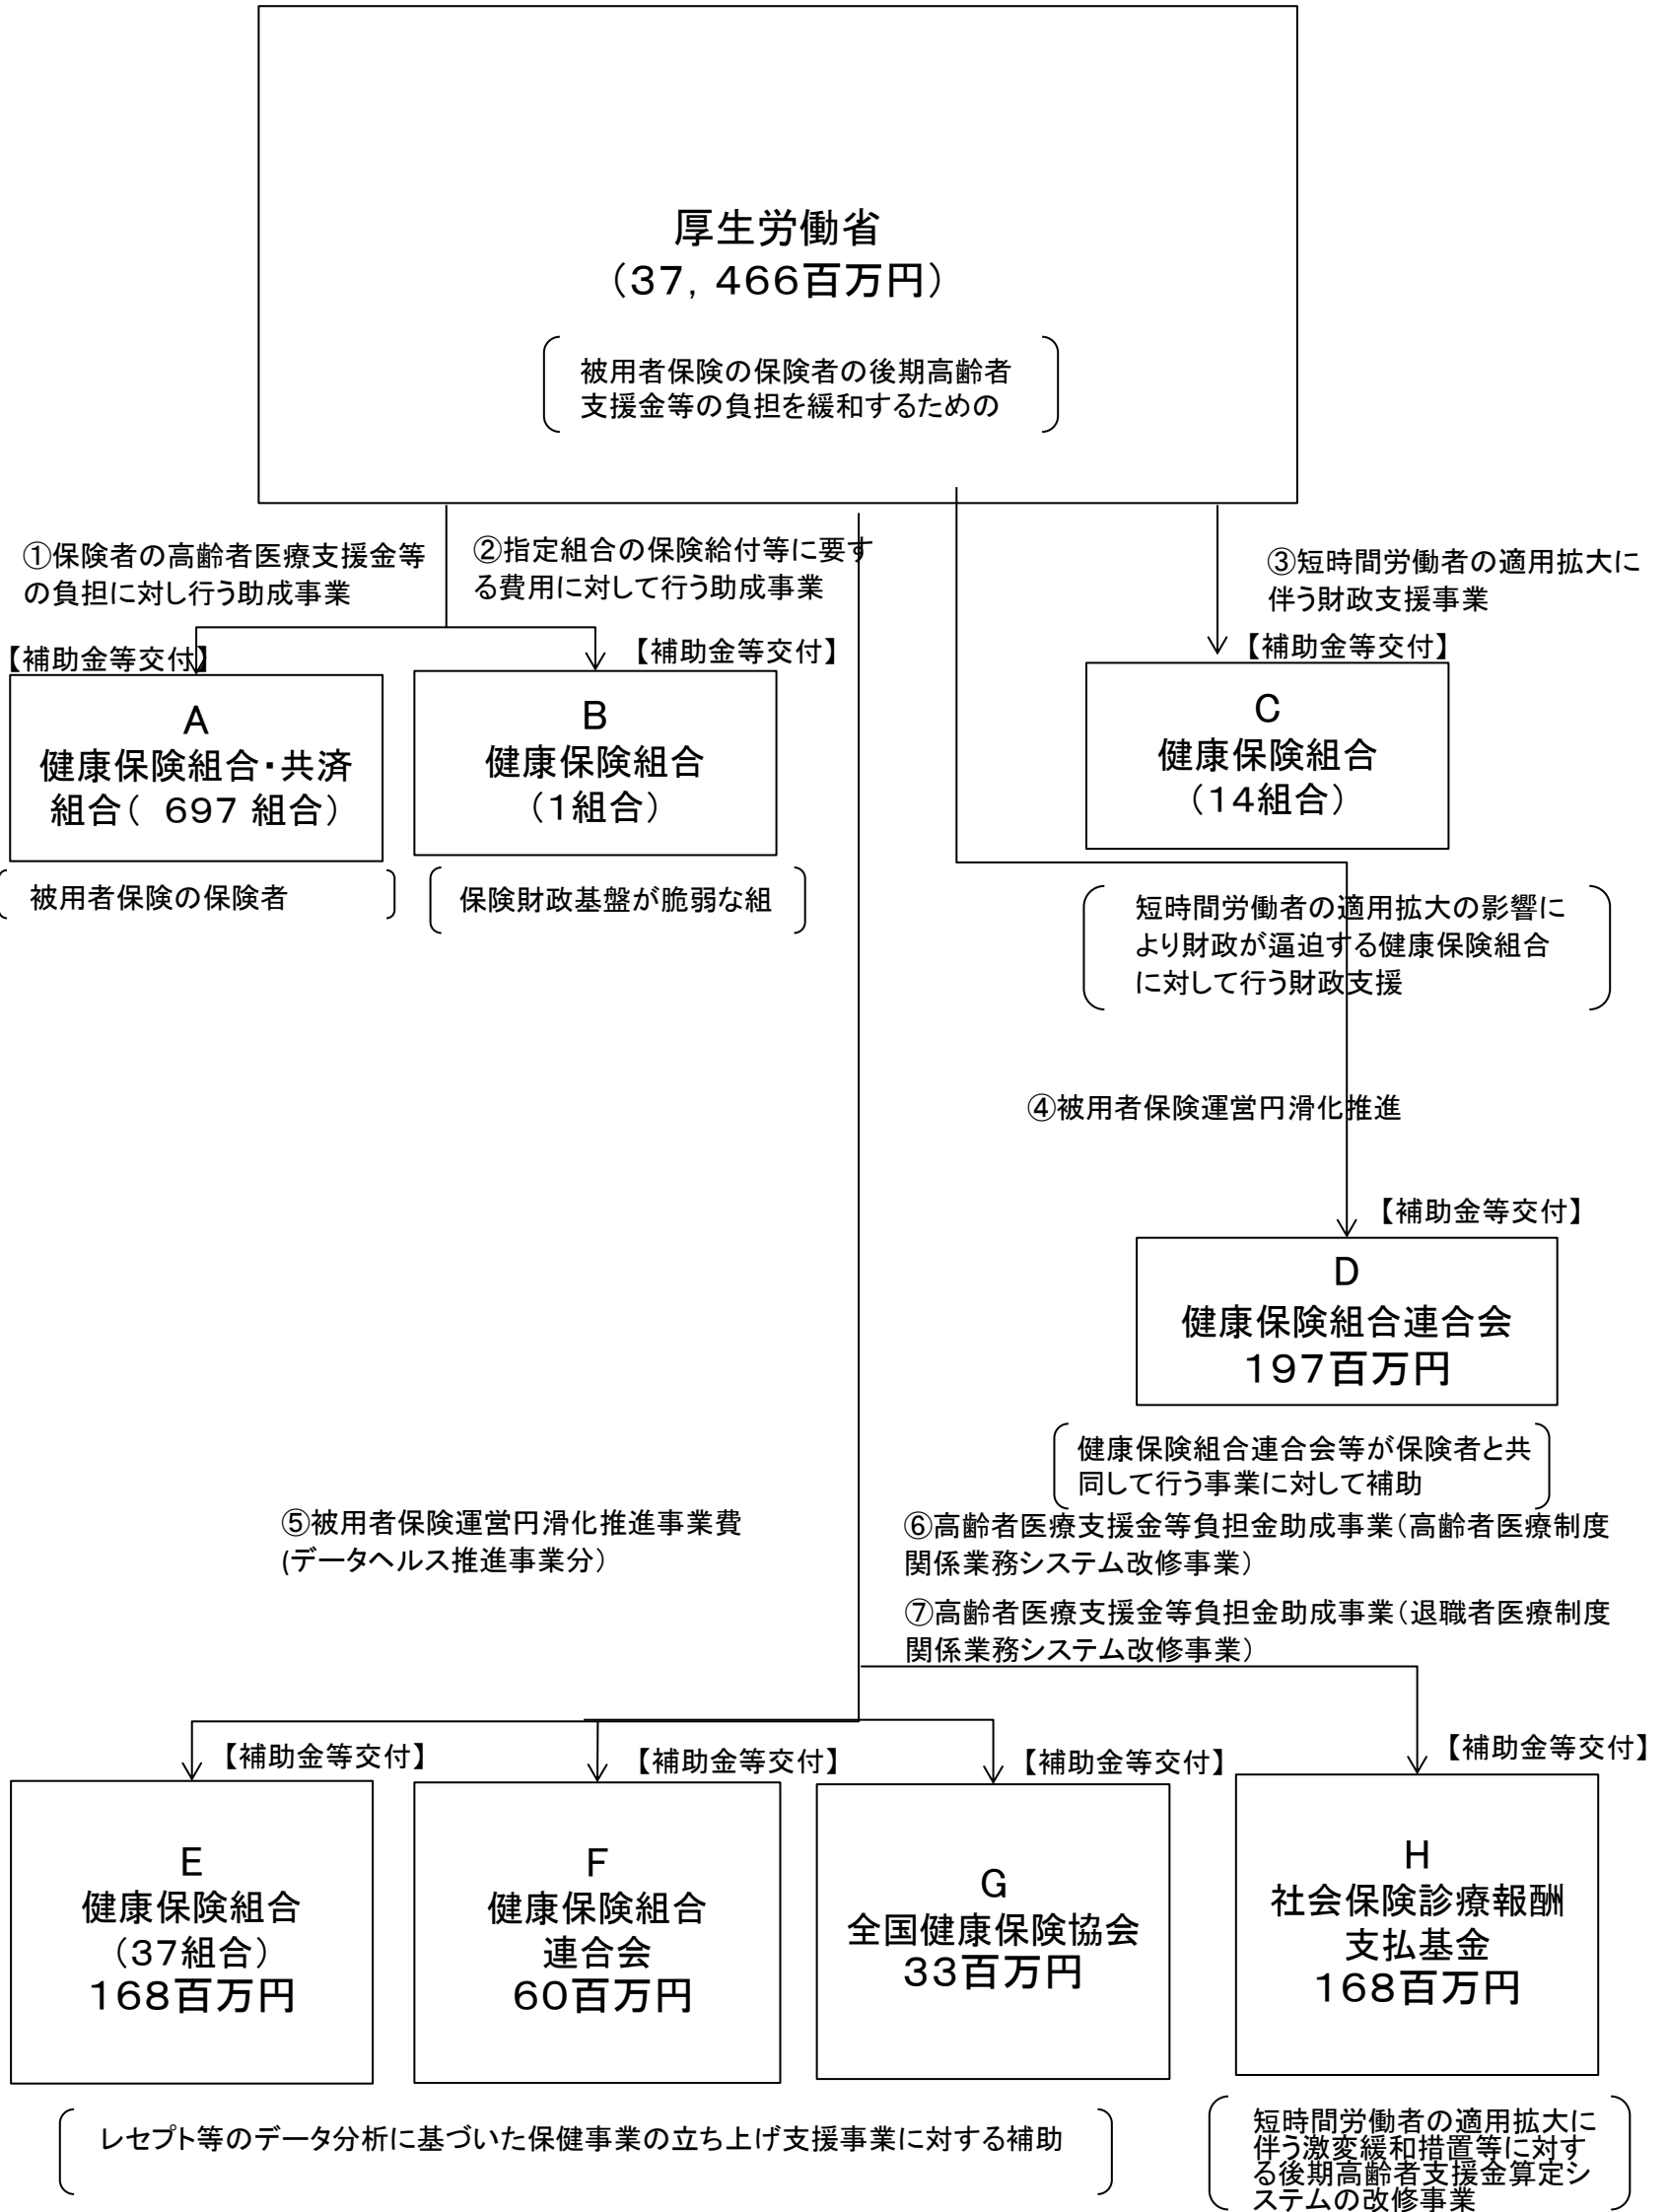 厚生労働省
（37，466百万円）
被用者保険の保険者の後期高齢者
支援金等の負担を緩和するための
①保険者の高齢者医療支援金等
の負担に対し行う助成事業
②指定組合の保険給付等に要す
る費用に対して行う助成事業
③短時間労働者の適用拡大に
伴う財政支援事業
【補助金等交付】
【補助金等交付】
【補助金等交付】
A
健康保険組合・共済
組合（ 697 組合）
B
健康保険組合
（1組合）
C
健康保険組合
（14組合）
被用者保険の保険者
保険財政基盤が脆弱な組
短時間労働者の適用拡大の影響に
より財政が逼迫する健康保険組合
に対して行う財政支援
④被用者保険運営円滑化推進
【補助金等交付】
D
健康保険組合連合会
197百万円
健康保険組合連合会等が保険者と共
同して行う事業に対して補助
⑤被用者保険運営円滑化推進事業費
(データヘルス推進事業分）
⑥高齢者医療支援金等負担金助成事業（高齢者医療制度
関係業務システム改修事業）
⑦高齢者医療支援金等負担金助成事業（退職者医療制度
関係業務システム改修事業）
【補助金等交付】
【補助金等交付】
【補助金等交付】
【補助金等交付】
E
健康保険組合
（37組合）
168百万円
F
健康保険組合
連合会
60百万円
G
全国健康保険協会
33百万円
H
社会保険診療報酬
支払基金
168百万円
レセプト等のデータ分析に基づいた保健事業の立ち上げ支援事業に対する補助
短時間労働者の適用拡大に
伴う激変緩和措置等に対す
る後期高齢者支援金算定シ
ステムの改修事業